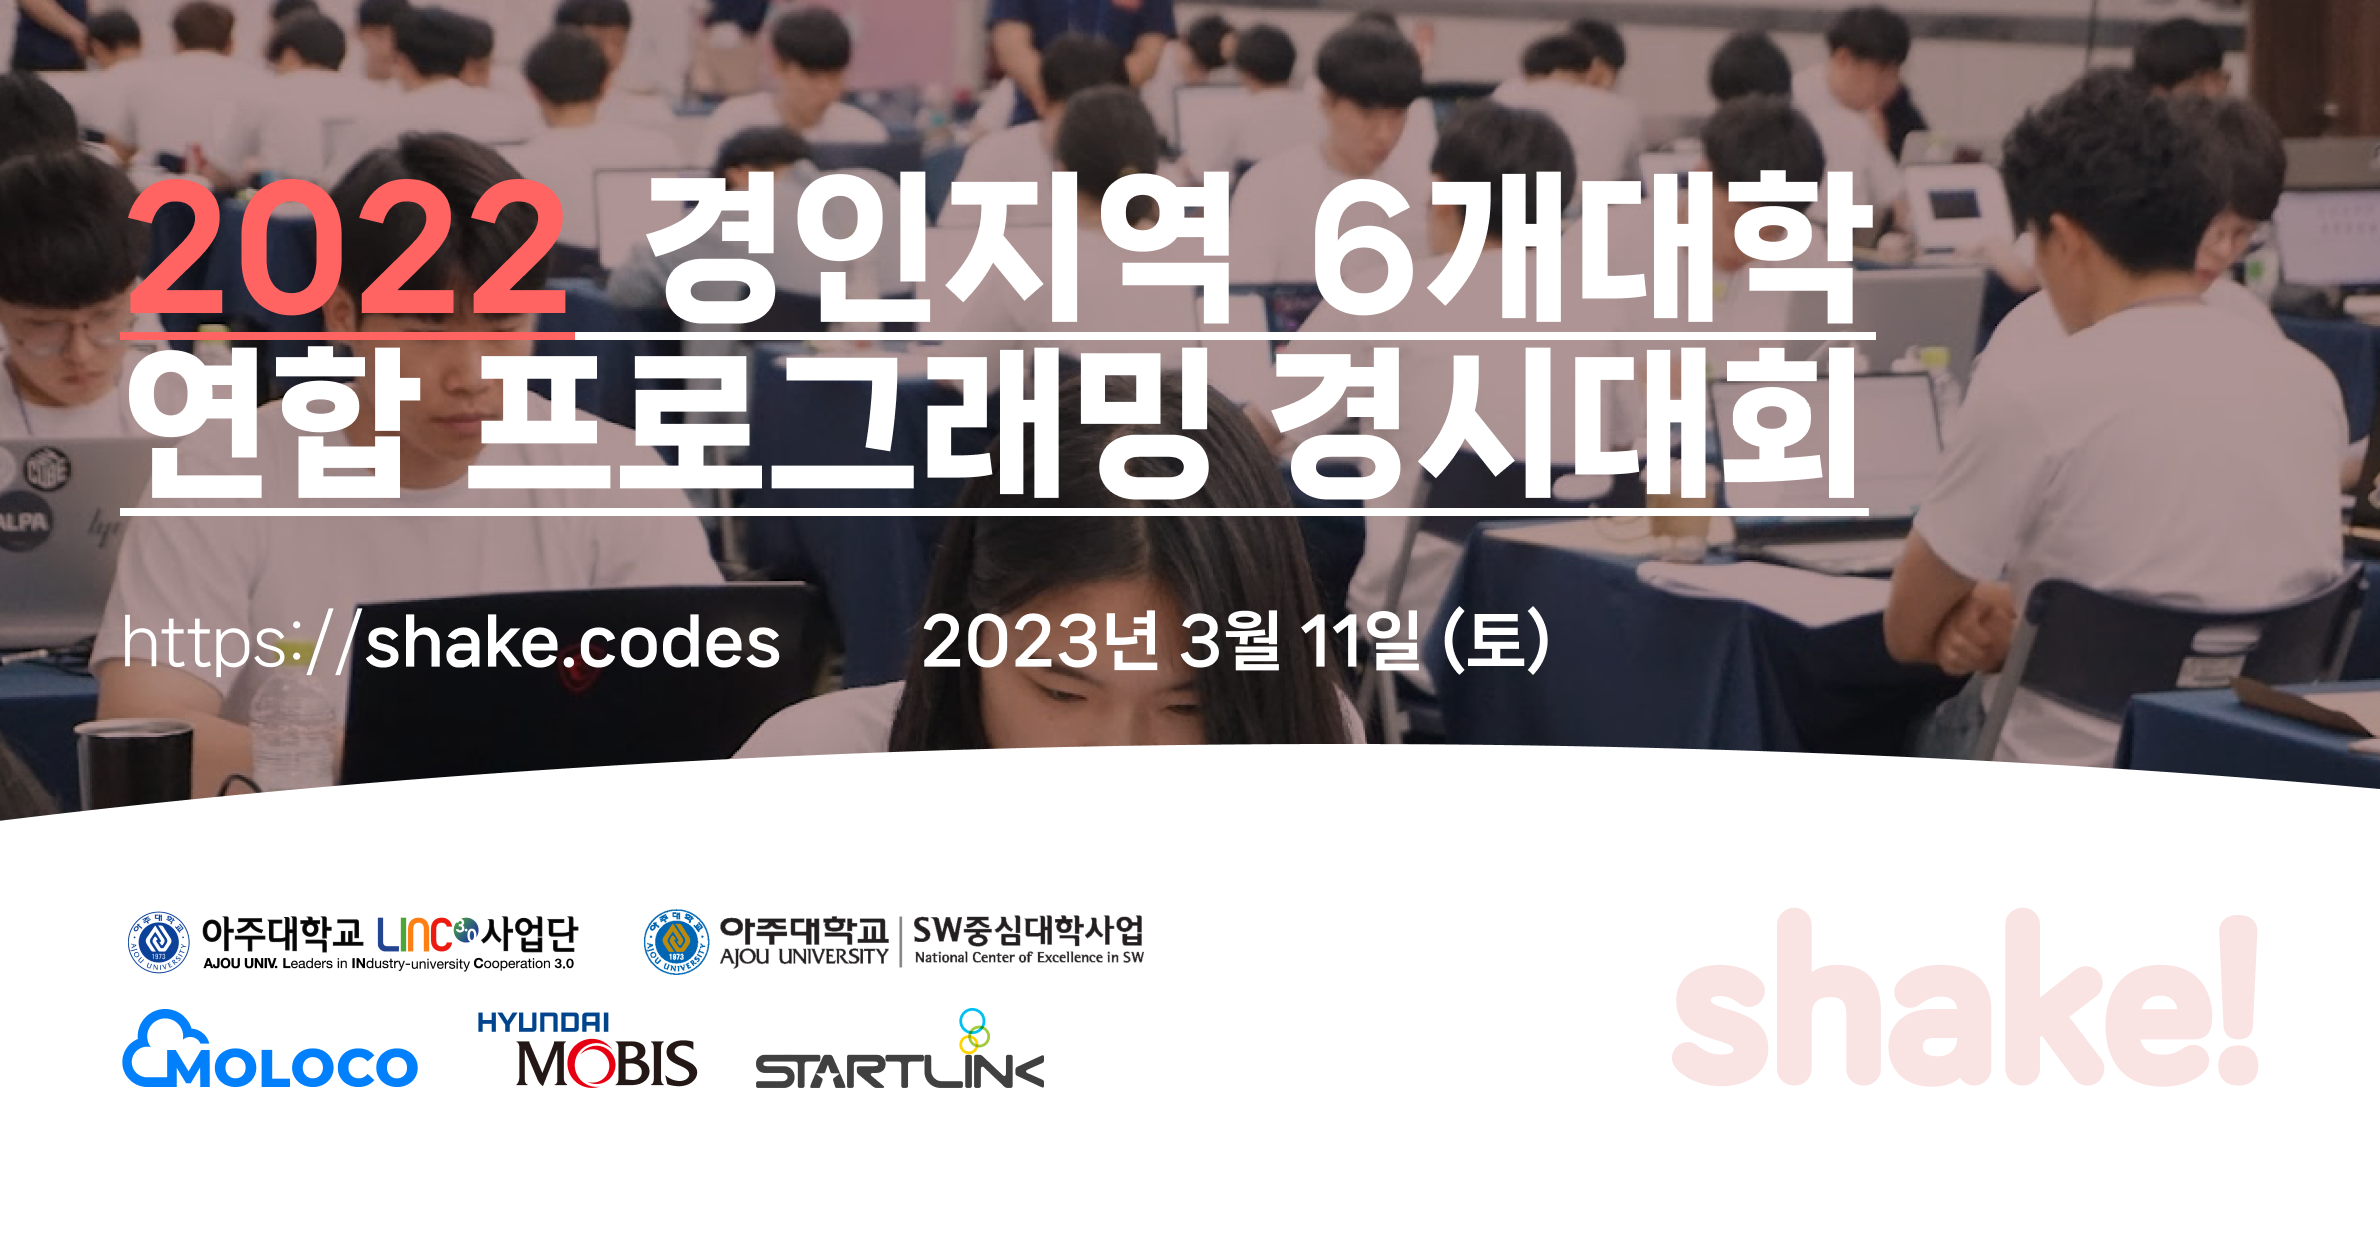 2022 경인지역 6개대학
연합 프로그래밍 경시대회
https://shake.codes
2023년 3월 11일 (토)
CUBE
ALPA
아주대학교 LINC 3.0 사업단
AJOU UNIV. Leaders in INdustry-university Cooperation 3.0
아주대학교
AJOU UNIVERSITY
1973
SW중심대학사업
National Center of Excellence in SW
MOLOCO
HYUNDAI
MOBIS
STARTLINK
shake!